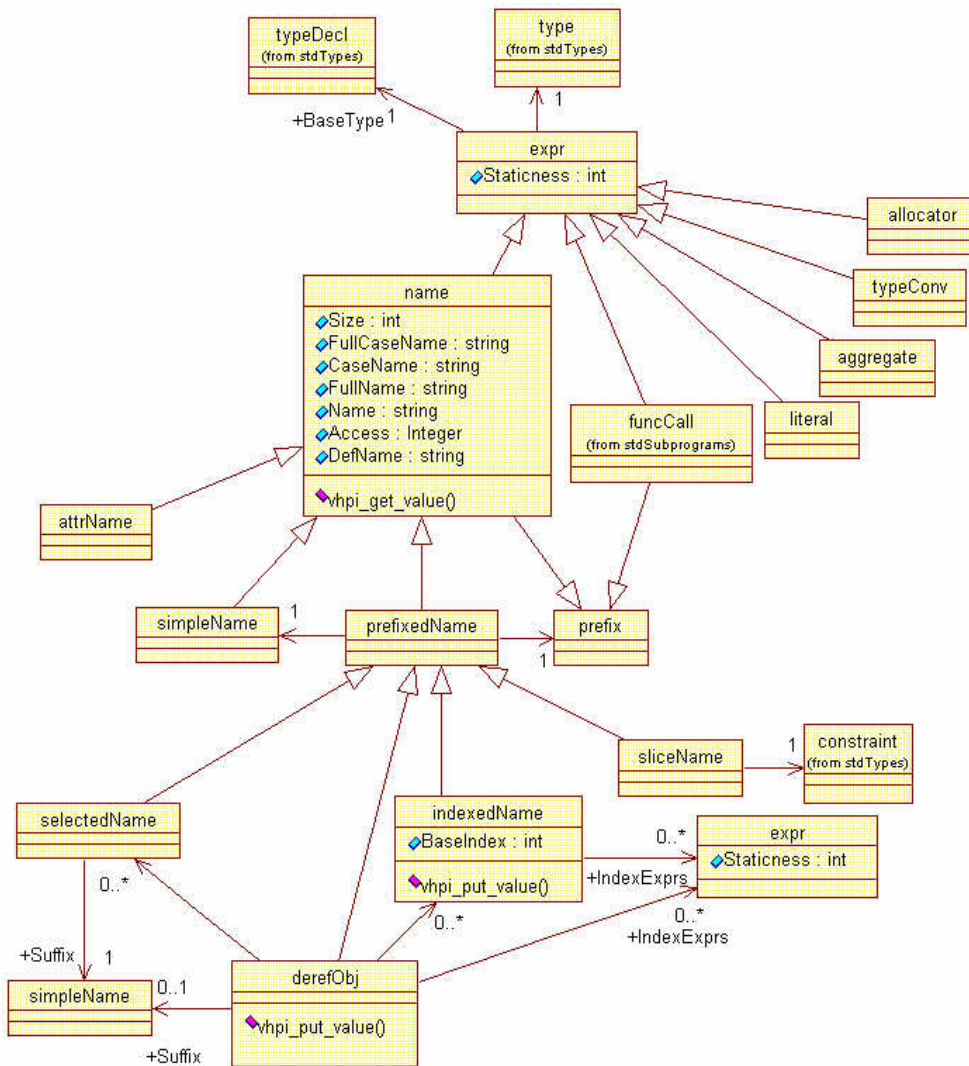 typeDecl
(from stdTypes)
type
(from stdTypes)
1
+BaseType
1
expr
Staticness : int
allocator
typeConv
aggregate
literal
funcCall
(from stdSubprograms)
name
Size : int
FullCaseName : string
CaseName : string
FullName : string
Name : string
Access : Integer
DefName : string
vhpi_get_value()
attrName
simpleName
1
prefixedName
1
prefix
sliceName
1
constraint
(from stdTypes)
selectedName
0..*
indexedName
BaseIndex : int
vhpi_put_value()
0..*
0..*
+IndexExprs
expr
Staticness : int
0..*
+IndexExprs
+Suffix
1
simpleName
0..1
+Suffix
derefObj
vhpi_put_value()